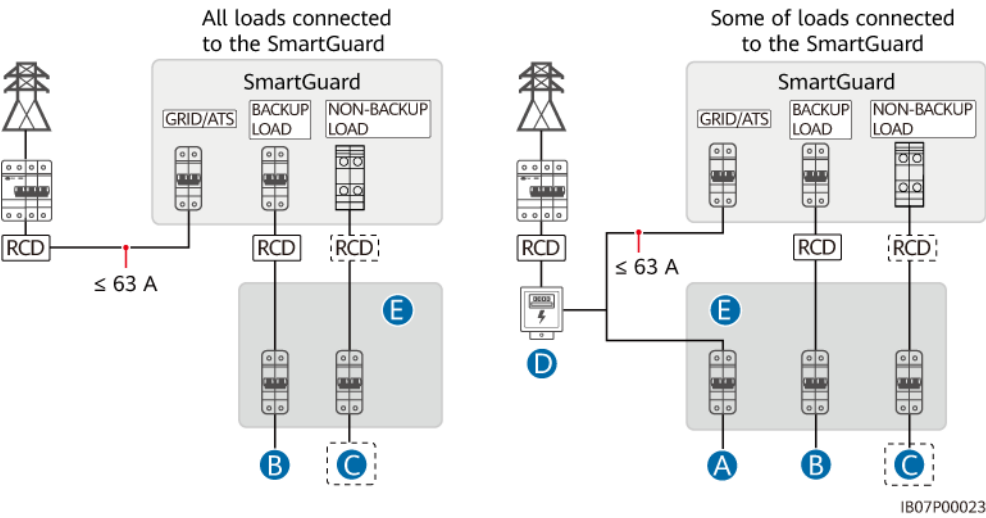 All loads connected
to the SmartGuard
SmartGuard
GRID/ATS
BACKUP
LOAD
NON-BACKUP
LOAD
RCD
RCD
RCD
≤ 63 A
E
B
C
Some of loads connected
to the SmartGuard
SmartGuard
GRID/ATS
BACKUP
LOAD
NON-BACKUP
LOAD
RCD
RCD
RCD
≤ 63 A
E
D
A
B
C
IB07P00023